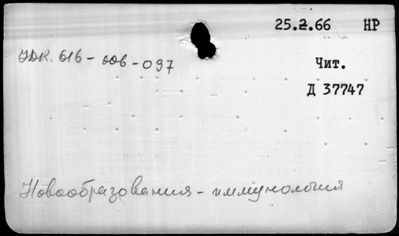 25.2.66 НР
УДК. 616-006-097
Чит.
Д 37747
Новообразования - иммунология